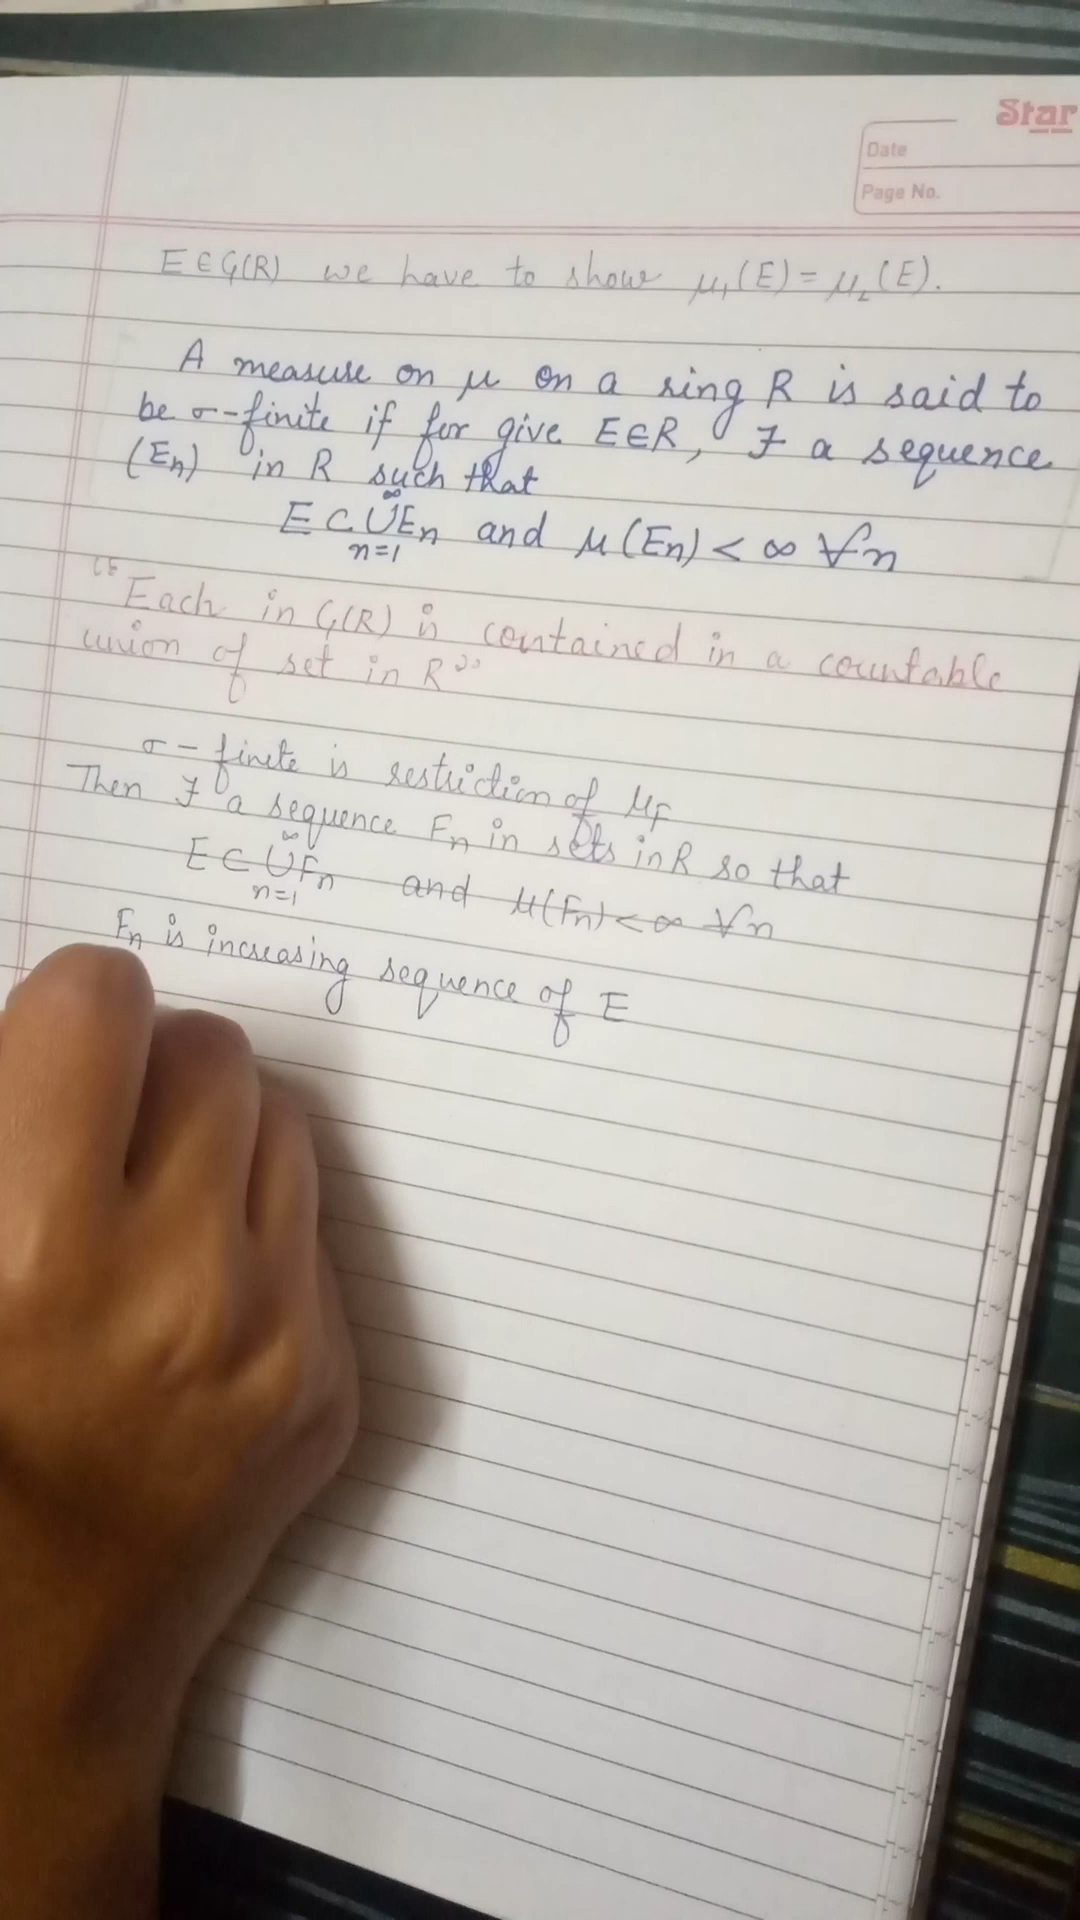 Star
Date
Page No.
E ∈ G(R) we have to show μ₁(E) = μ₂(E).
A measure on μ on a ring R is said to
be σ-finite if for give E∈R, ∃ a sequence
(En) in R such that
E ⊂ ∞∪n=1 En and μ(En) < ∞ ∀n
"Each in G(R) is contained in a countable
union of set in R"
σ-finite is restriction of μF
Then ∃ a sequence Fn in sets in R so that
E ⊂ ∞∪n=1 Fn and μ(Fn) < ∞ ∀n
Fn is increasing sequence of E